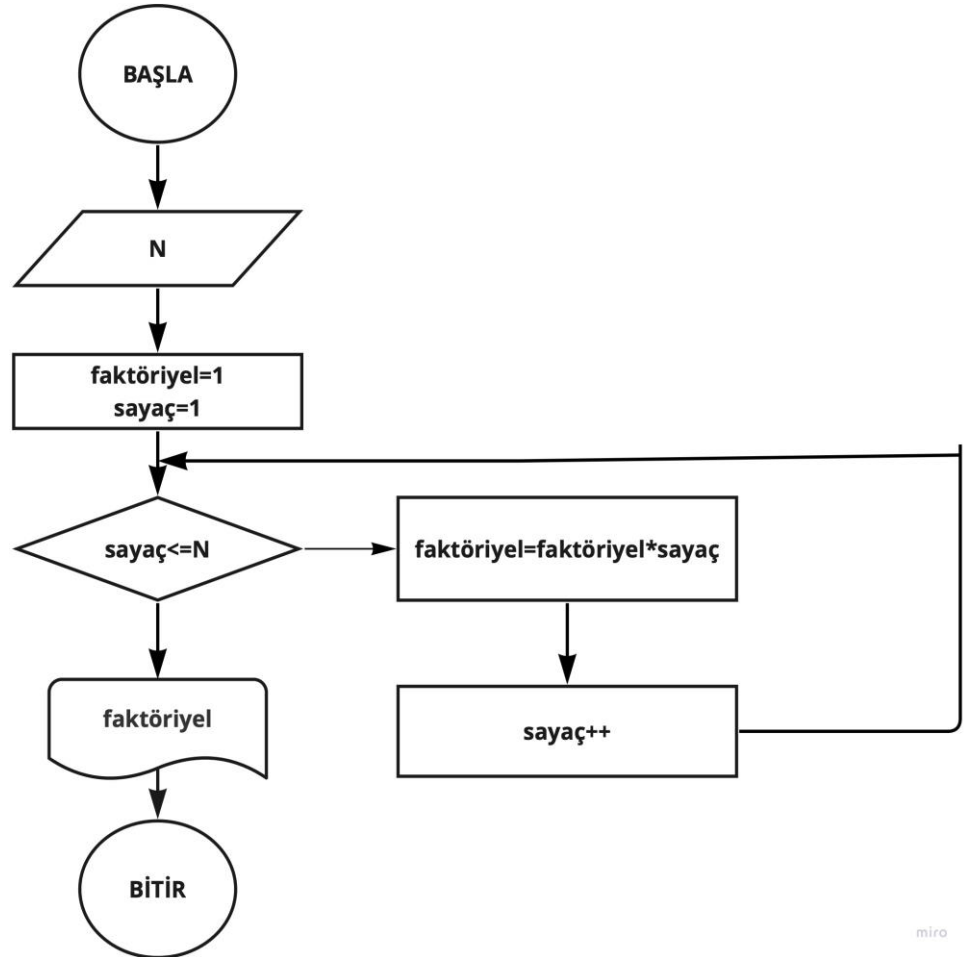 BAŞLA
N
faktöriyel=1
sayaç=1
sayaç<=N
faktöriyel=faktöriyel*sayaç
sayaç++
faktöriyel
BİTİR
miro